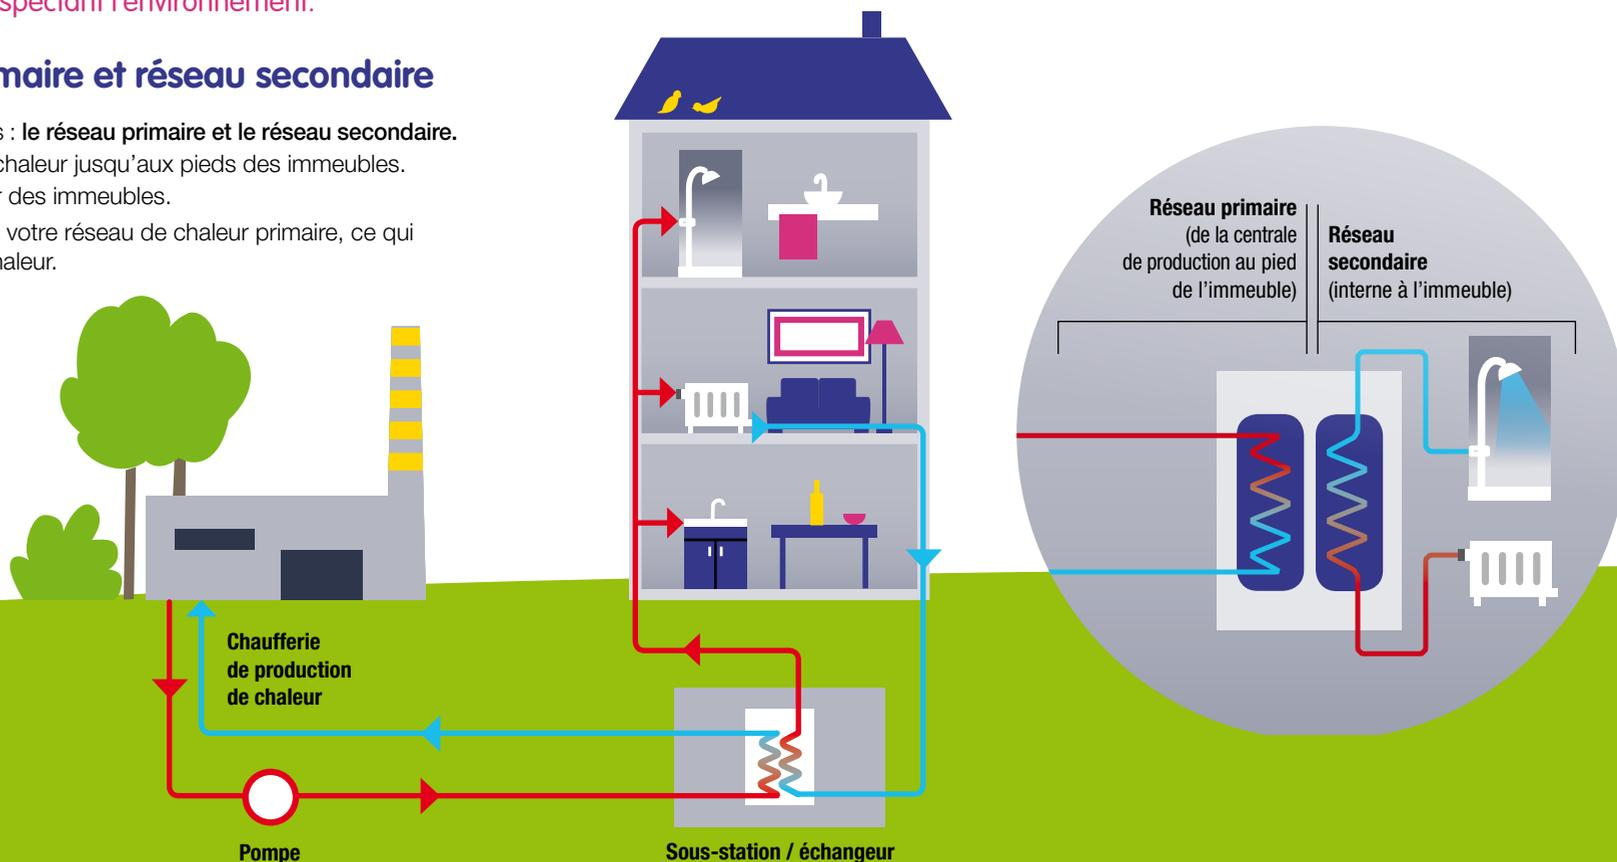 spectant l'environnement.
maire et réseau secondaire
s : le réseau primaire et le réseau secondaire.
chaleur jusqu'aux pieds des immeubles.
r des immeubles.
votre réseau de chaleur primaire, ce qui
haleur.
Chaufferie
de production
de chaleur
Pompe
Sous-station / échangeur
Réseau primaire
(de la centrale
de production au pied
de l'immeuble)
Réseau
secondaire
(interne à l'immeuble)